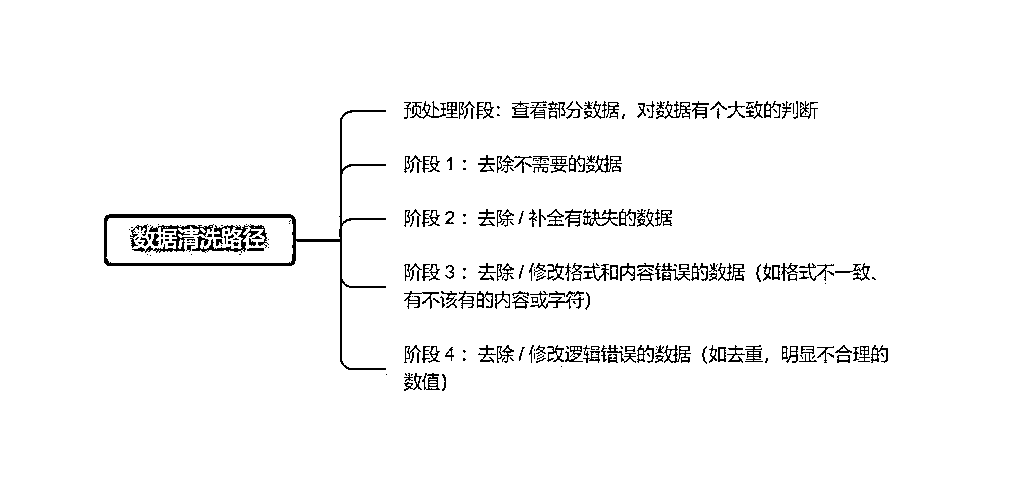 预处理阶段：查看部分数据，对数据有个大致的判断
阶段 1 ：去除不需要的数据
阶段 2 ：去除 / 补全有缺失的数据
数据清洗路径
阶段 3 ：去除 / 修改格式和内容错误的数据（如格式不一致、
有不该有的内容或字符）
阶段 4 ：去除 / 修改逻辑错误的数据（如去重，明显不合理的
数值）